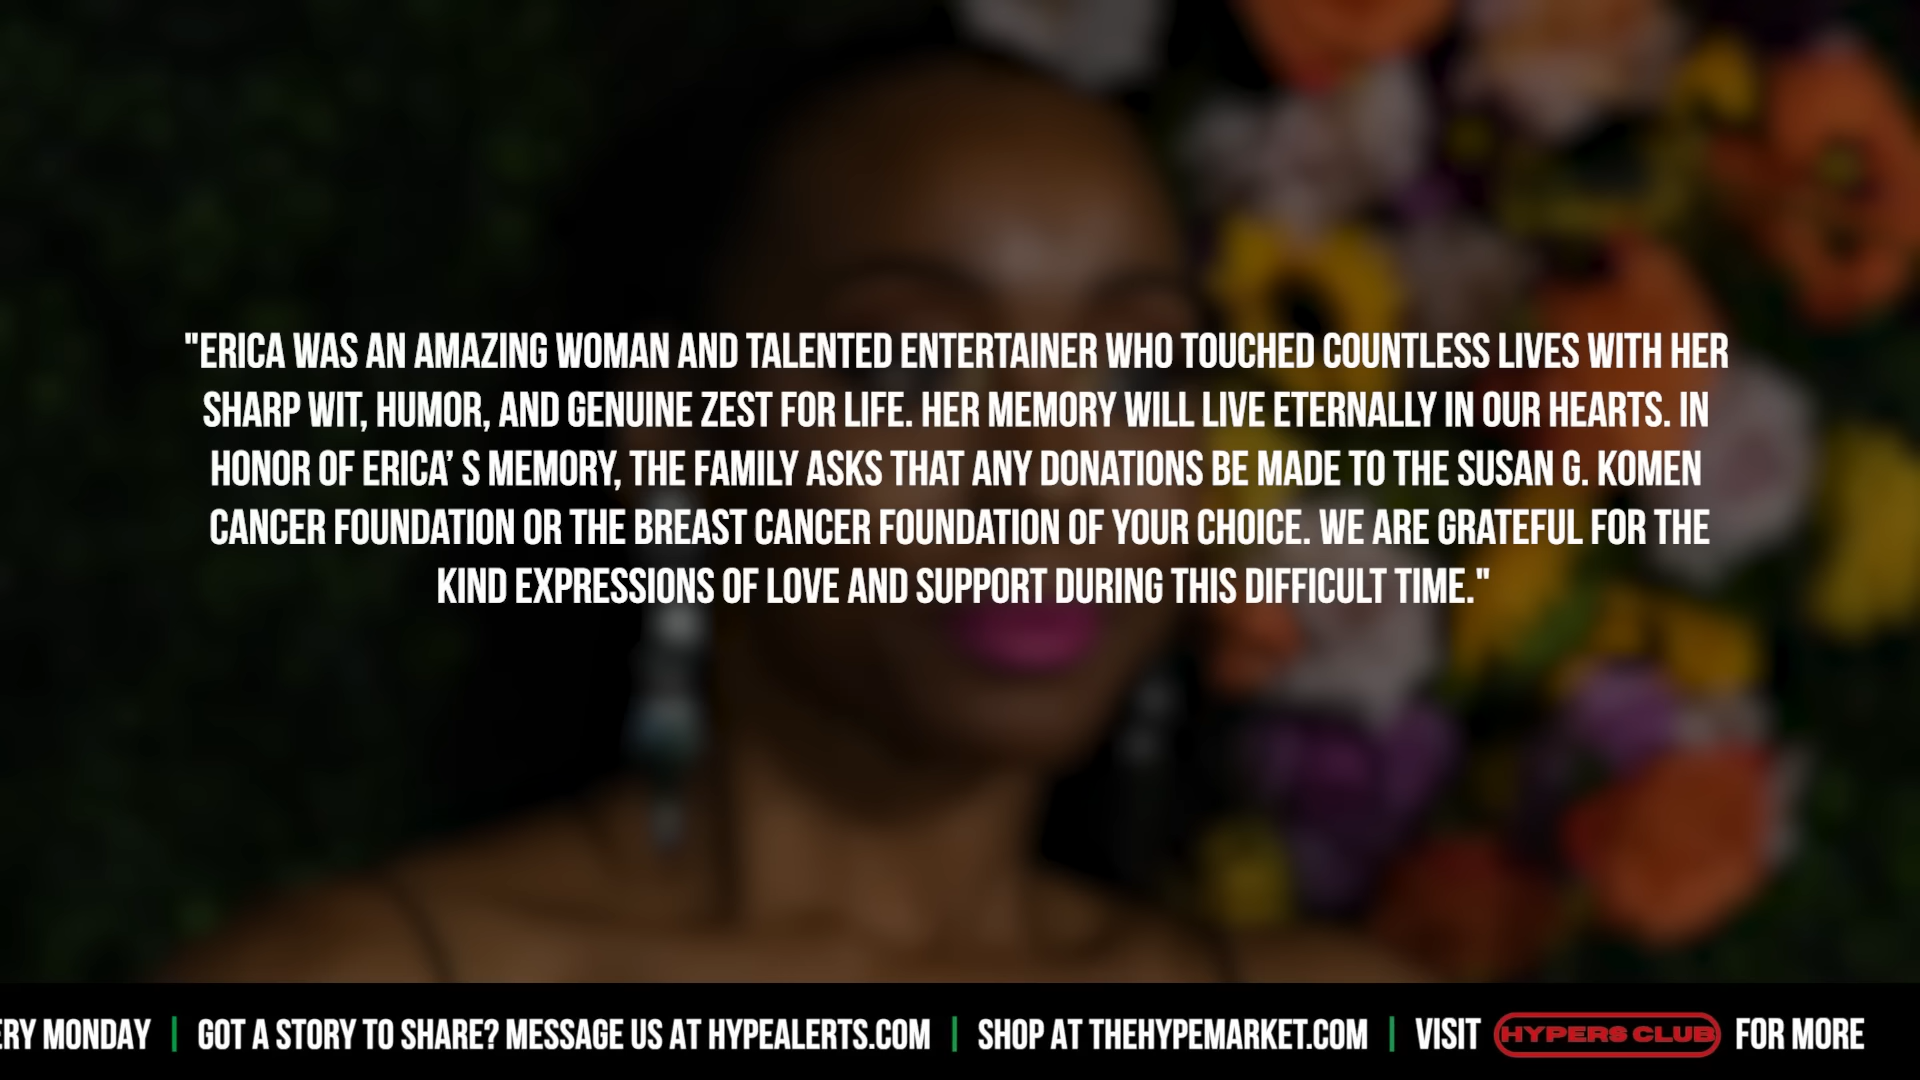 "ERICA WAS AN AMAZING WOMAN AND TALENTED ENTERTAINER WHO TOUCHED COUNTLESS LIVES WITH HER
SHARP WIT, HUMOR, AND GENUINE ZEST FOR LIFE. HER MEMORY WILL LIVE ETERNALLY IN OUR HEARTS. IN
HONOR OF ERICA’ S MEMORY, THE FAMILY ASKS THAT ANY DONATIONS BE MADE TO THE SUSAN G. KOMEN
CANCER FOUNDATION OR THE BREAST CANCER FOUNDATION OF YOUR CHOICE. WE ARE GRATEFUL FOR THE
KIND EXPRESSIONS OF LOVE AND SUPPORT DURING THIS DIFFICULT TIME."
MONDAY | GOT A STORY TO SHARE? MESSAGE US AT HYPEALERTS.COM | SHOP AT THEHYPEMARKET.COM | VISIT HYPERS CLUB FOR MORE